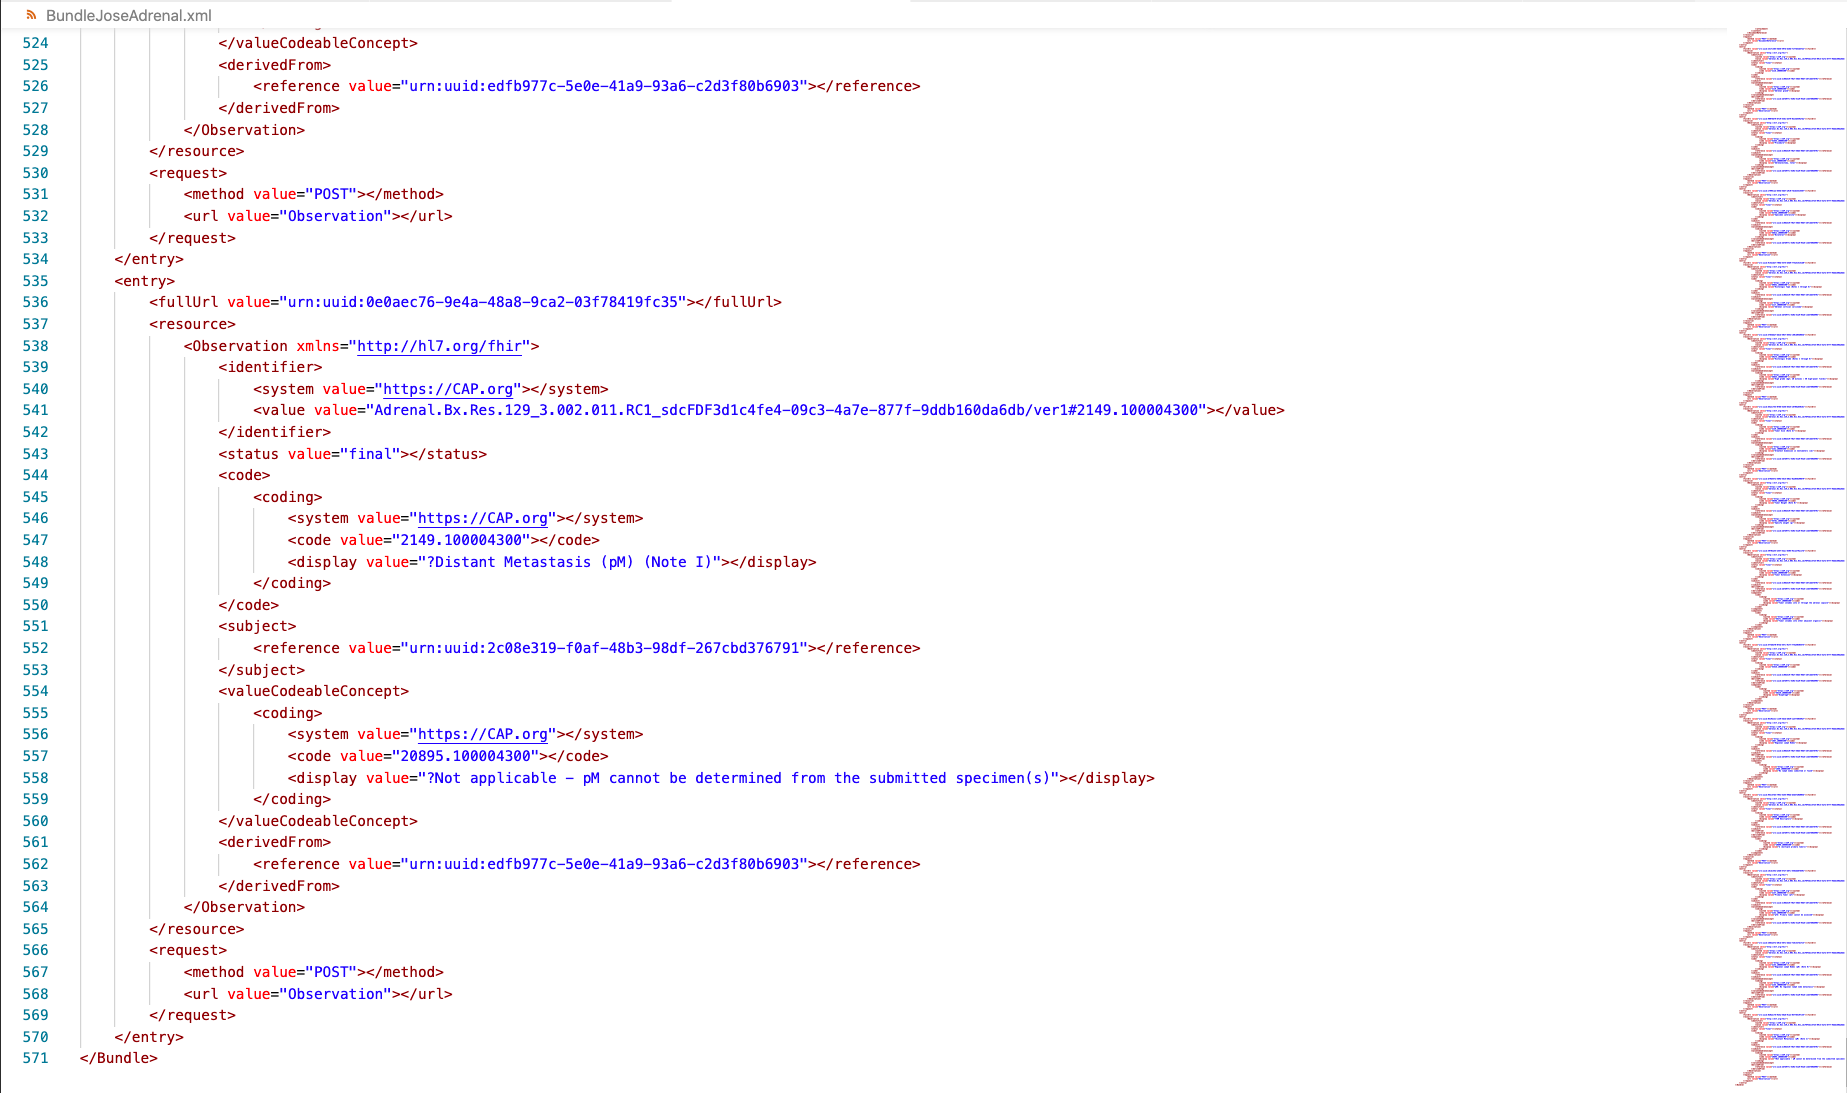 BundleJoseAdrenal.xml
524 </valueCodeableConcept>
525 <derivedFrom>
526 <reference value="urn:uuid:edfb977c-5e0e-41a9-93a6-c2d3f80b6903"></reference>
527 </derivedFrom>
528 </Observation>
529 </resource>
530 <request>
531 <method value="POST"></method>
532 <url value="Observation"></url>
533 </request>
534 </entry>
535 <entry>
536 <fullUrl value="urn:uuid:0e0aec76-9e4a-48a8-9ca2-03f78419fc35"></fullUrl>
537 <resource>
538 <Observation xmlns="http://hl7.org/fhir">
539 <identifier>
540 <system value="https://CAP.org"></system>
541 <value value="Adrenal.Bx.Res.129_3.002.011.RC1_sdcFDF3d1c4fe4-09c3-4a7e-877f-9ddb160da6db/ver1#2149.100004300"></value>
542 </identifier>
543 <status value="final"></status>
544 <code>
545 <coding>
546 <system value="https://CAP.org"></system>
547 <code value="2149.100004300"></code>
548 <display value="?Distant Metastasis (pM) (Note I)"></display>
549 </coding>
550 </code>
551 <subject>
552 <reference value="urn:uuid:2c08e319-f0af-48b3-98df-267cbd376791"></reference>
553 </subject>
554 <valueCodeableConcept>
555 <coding>
556 <system value="https://CAP.org"></system>
557 <code value="20895.100004300"></code>
558 <display value="?Not applicable - pM cannot be determined from the submitted specimen(s)"></display>
559 </coding>
560 </valueCodeableConcept>
561 <derivedFrom>
562 <reference value="urn:uuid:edfb977c-5e0e-41a9-93a6-c2d3f80b6903"></reference>
563 </derivedFrom>
564 </Observation>
565 </resource>
566 <request>
567 <method value="POST"></method>
568 <url value="Observation"></url>
569 </request>
570 </entry>
571 </Bundle>